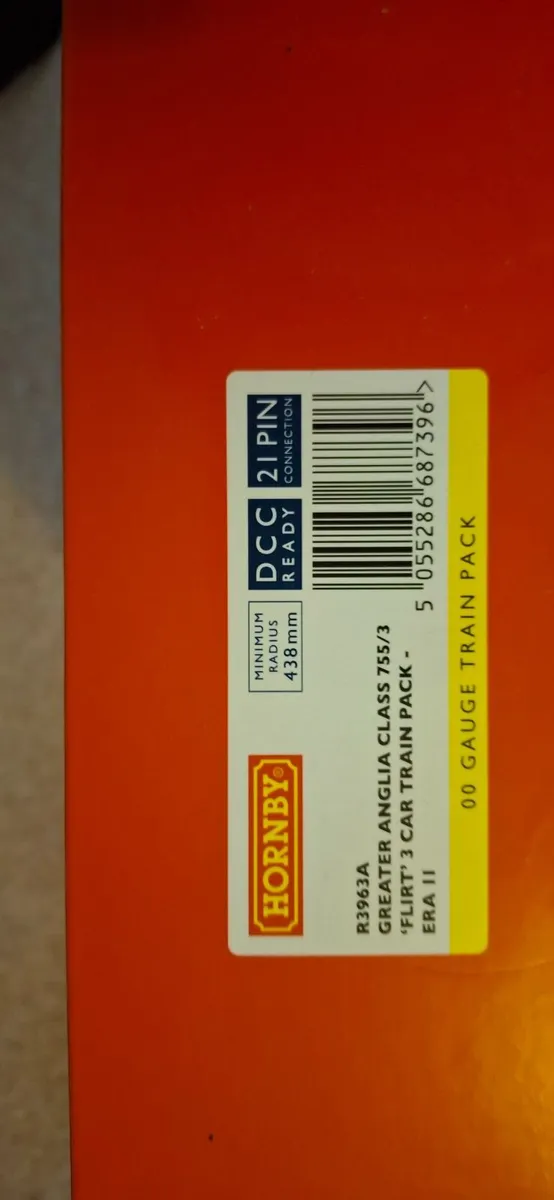 HORNBY®
MINIMUM
RADIUS
438mm
DCC
READY
21 PIN
CONNECTION
R3963A
GREATER ANGLIA CLASS 755/3
‘FLIRT’ 3 CAR TRAIN PACK -
ERA 11
5 055286 687396 >
00 GAUGE TRAIN PACK